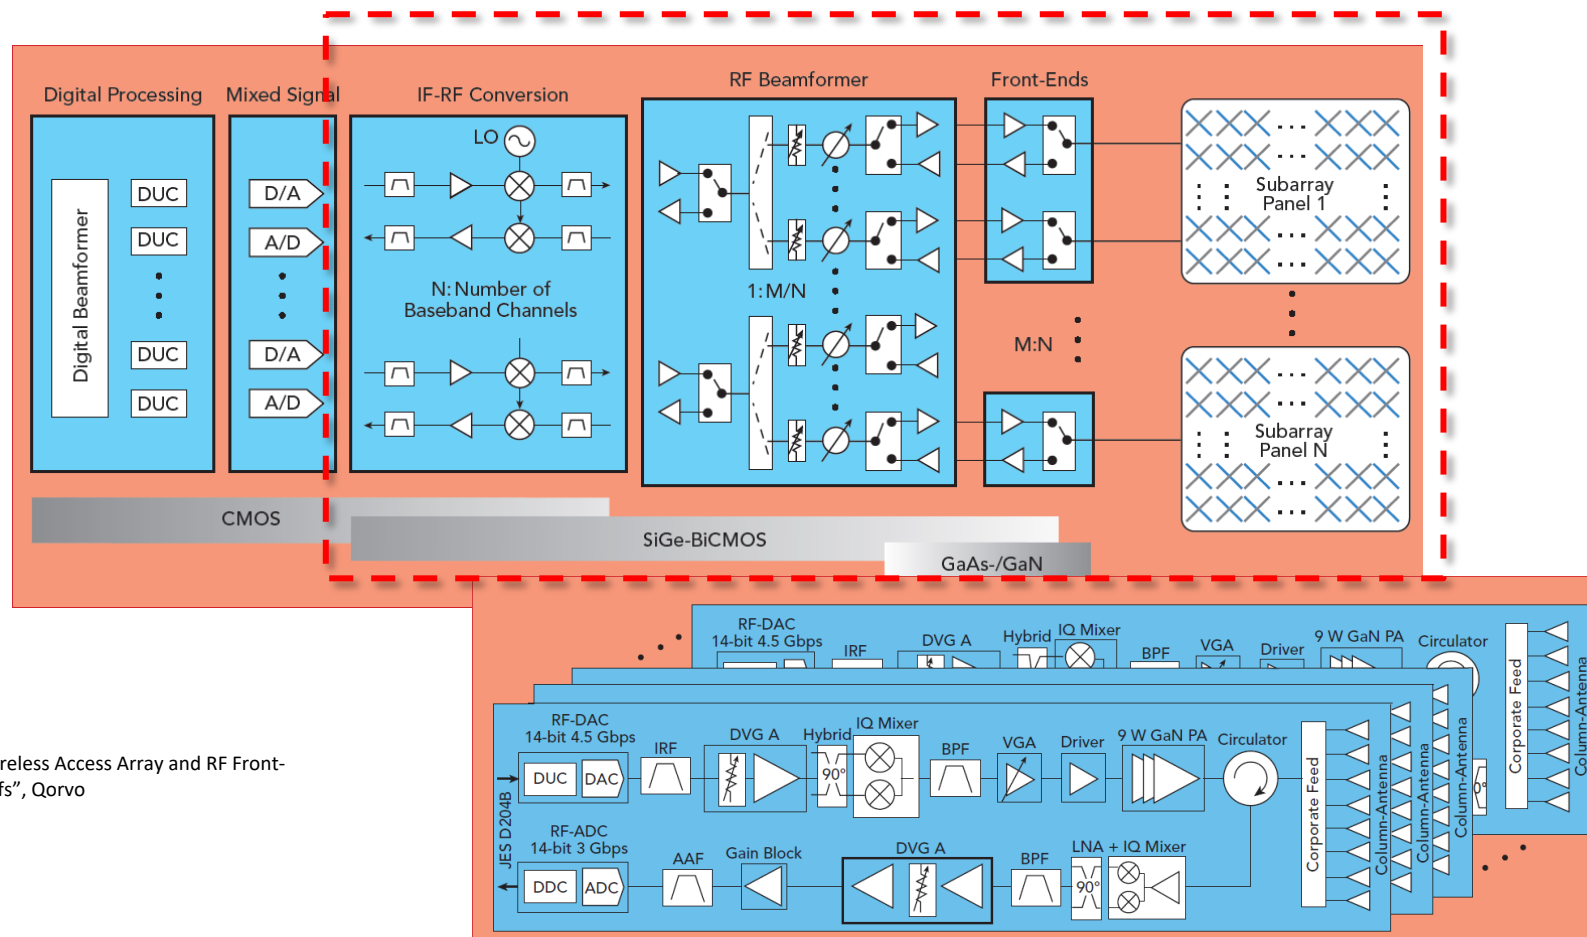 Digital Processing
Mixed Signal
IF-RF Conversion
RF Beamformer
Front-Ends
Digital Beamformer
DUC
DUC
DUC
DUC
D/A
A/D
D/A
A/D
LO
N: Number of
Baseband Channels
1: M/N
M:N
Subarray
Panel 1
Subarray
Panel N
CMOS
SiGe-BiCMOS
GaAs-/GaN
RF-DAC
14-bit 4.5 Gbps
IRF
DVG A
Hybrid
IQ Mixer
BPF
VGA
Driver
9 W GaN PA
Circulator
Corporate Feed
Column-Antenna
Column-Antenna
Column-Antenna
RF-DAC
14-bit 4.5 Gbps
DUC
DAC
IRF
DVG A
Hybrid
90°
IQ Mixer
BPF
VGA
Driver
9 W GaN PA
Circulator
Corporate Feed
Column-Antenna
JES D204B
RF-ADC
14-bit 3 Gbps
DDC
ADC
AAF
Gain Block
DVG A
BPF
LNA + IQ Mixer
90°
0°
reless Access Array and RF Front-
fs”, Qorvo